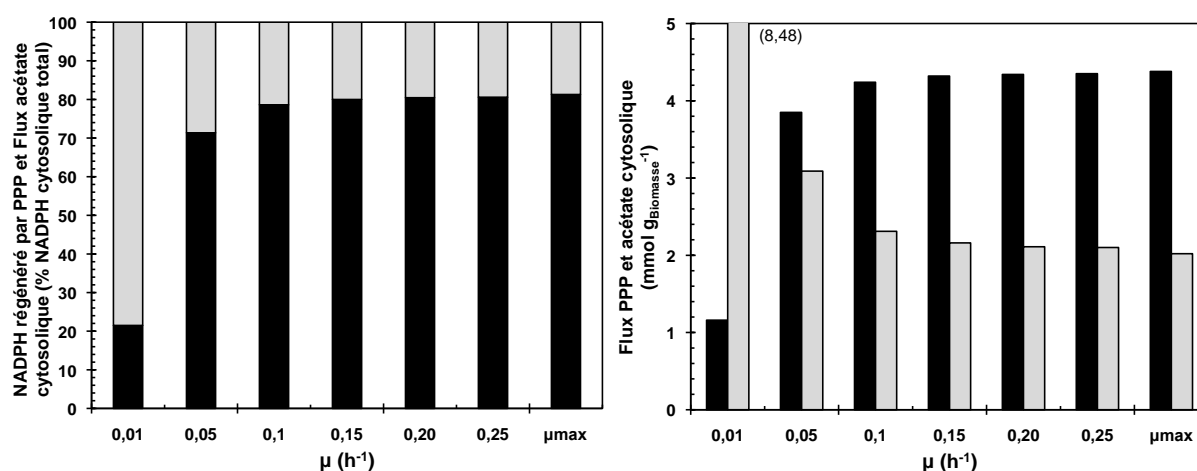 NADPH régénéré par PPP et Flux acétate
cytosolique (% NADPH cytosolique total)
100
90
80
70
60
50
40
30
20
10
0
0,01 0,05 0,1 0,15 0,20 0,25 µmax
µ (h-1)
Flux PPP et acétate cytosolique
(mmol gBiomasse-1)
5
4
3
2
1
0
(8,48)
0,01 0,05 0,1 0,15 0,20 0,25 µmax
µ (h-1)